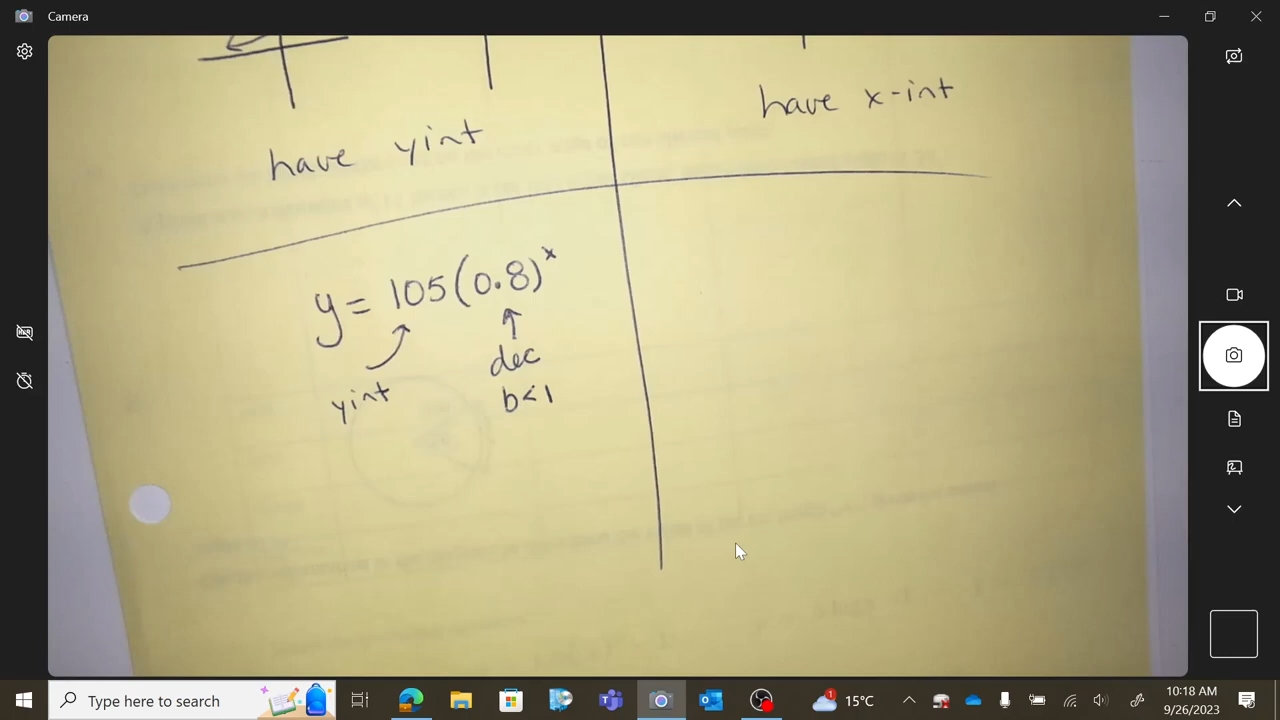 Camera
have yint
have x-int
y = 105(0.8)^x
yint
dec
b<1
Type here to search
15°C
1
10:18 AM
9/26/2023